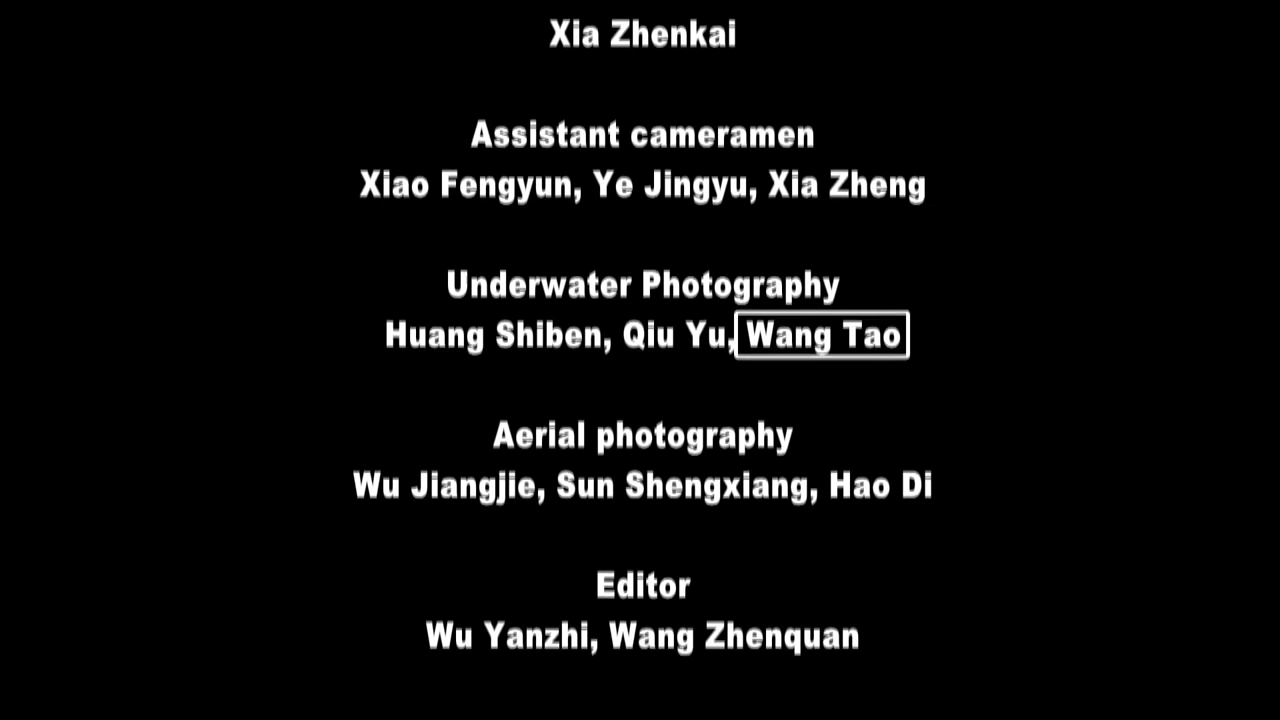 Xia Zhenkai
Assistant cameramen
Xiao Fengyun, Ye Jingyu, Xia Zheng
Underwater Photography
Huang Shiben, Qiu Yu, Wang Tao
Aerial photography
Wu Jiangjie, Sun Shengxiang, Hao Di
Editor
Wu Yanzhi, Wang Zhenquan